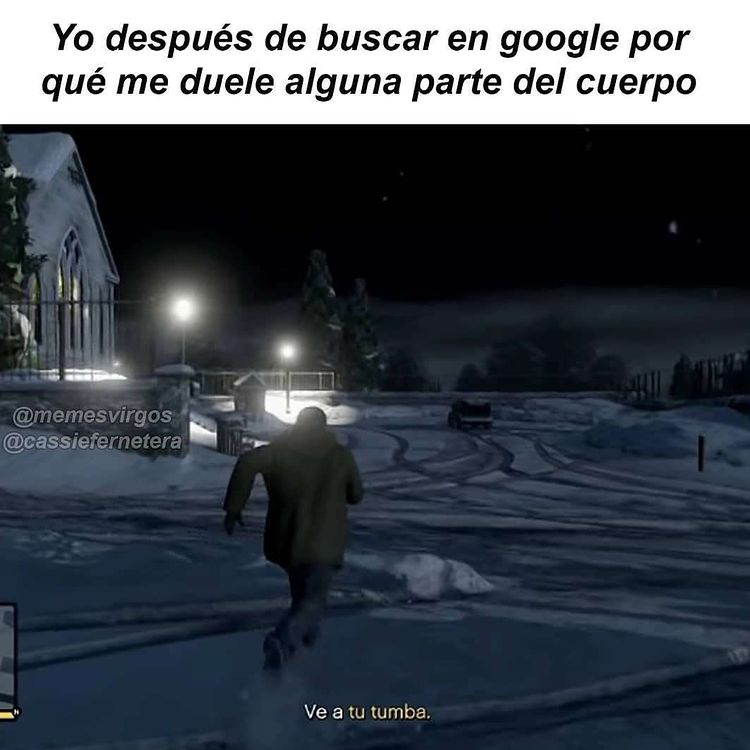 Yo después de buscar en google por
qué me duele alguna parte del cuerpo
@memesvirgos
@cassiefernetera
Ve a tu tumba.